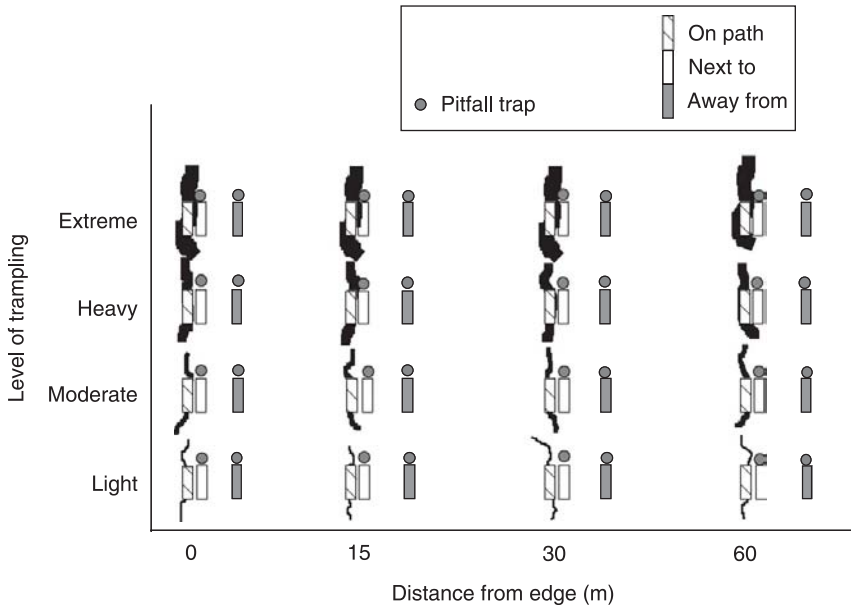 On path
Next to
Pitfall trap
Away from
Level of trampling
Extreme
Heavy
Moderate
Light
0 15 30 60
Distance from edge (m)